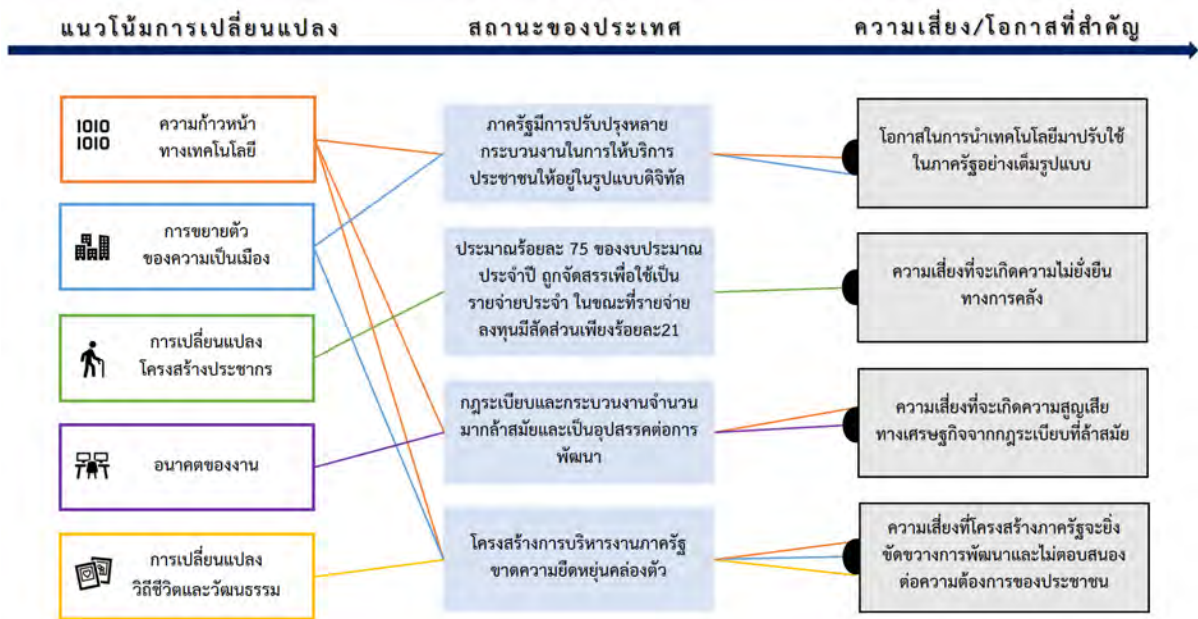 แนวโน้มการเปลี่ยนแปลง
สถานะของประเทศ
ความเสี่ยง/โอกาสที่สำคัญ
1010
1010
ความก้าวหน้า
ทางเทคโนโลยี
การขยายตัว
ของความเป็นเมือง
การเปลี่ยนแปลง
โครงสร้างประชากร
อนาคตของงาน
การเปลี่ยนแปลง
วิถีชีวิตและวัฒนธรรม
ภาครัฐมีการปรับปรุงหลาย
กระบวนงานในการให้บริการ
ประชาชนให้อยู่ในรูปแบบดิจิทัล
ประมาณร้อยละ 75 ของงบประมาณ
ประจำปี ถูกจัดสรรเพื่อใช้เป็น
รายจ่ายประจำ ในขณะที่รายจ่าย
ลงทุนมีสัดส่วนเพียงร้อยละ21
กฎระเบียบและกระบวนงานจำนวน
มากล้าสมัยและเป็นอุปสรรคต่อการ
พัฒนา
โครงสร้างการบริหารงานภาครัฐ
ขาดความยืดหยุ่นคล่องตัว
โอกาสในการนำเทคโนโลยีมาปรับใช้
ในภาครัฐอย่างเต็มรูปแบบ
ความเสี่ยงที่จะเกิดความไม่ยั่งยืน
ทางการคลัง
ความเสี่ยงที่จะเกิดความสูญเสีย
ทางเศรษฐกิจจากกฎระเบียบที่ล้าสมัย
ความเสี่ยงที่โครงสร้างภาครัฐจะยิ่ง
ขัดขวางการพัฒนาและไม่ตอบสนอง
ต่อความต้องการของประชาชน